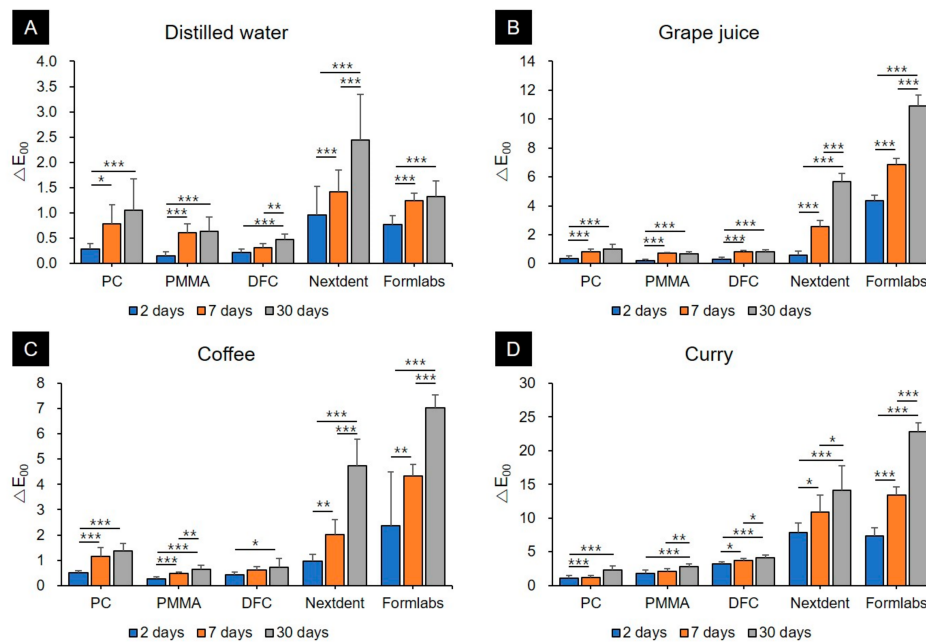 A
Distilled water
△E00
4.0
3.5
3.0
2.5
2.0
1.5
1.0
0.5
0.0
*** * *** *** ** *** *** *** *** *** ***
PC PMMA DFC Nextdent Formlabs
2 days 7 days 30 days
B
Grape juice
△E00
14
12
10
8
6
4
2
0
*** *** *** *** *** *** *** *** *** *** *** ***
PC PMMA DFC Nextdent Formlabs
2 days 7 days 30 days
C
Coffee
△E00
8
7
6
5
4
3
2
1
0
*** *** ** *** *** * *** *** ** *** *** **
PC PMMA DFC Nextdent Formlabs
2 days 7 days 30 days
D
Curry
△E00
30
25
20
15
10
5
0
*** *** ** *** * *** * * *** * *** *** ***
PC PMMA DFC Nextdent Formlabs
2 days 7 days 30 days